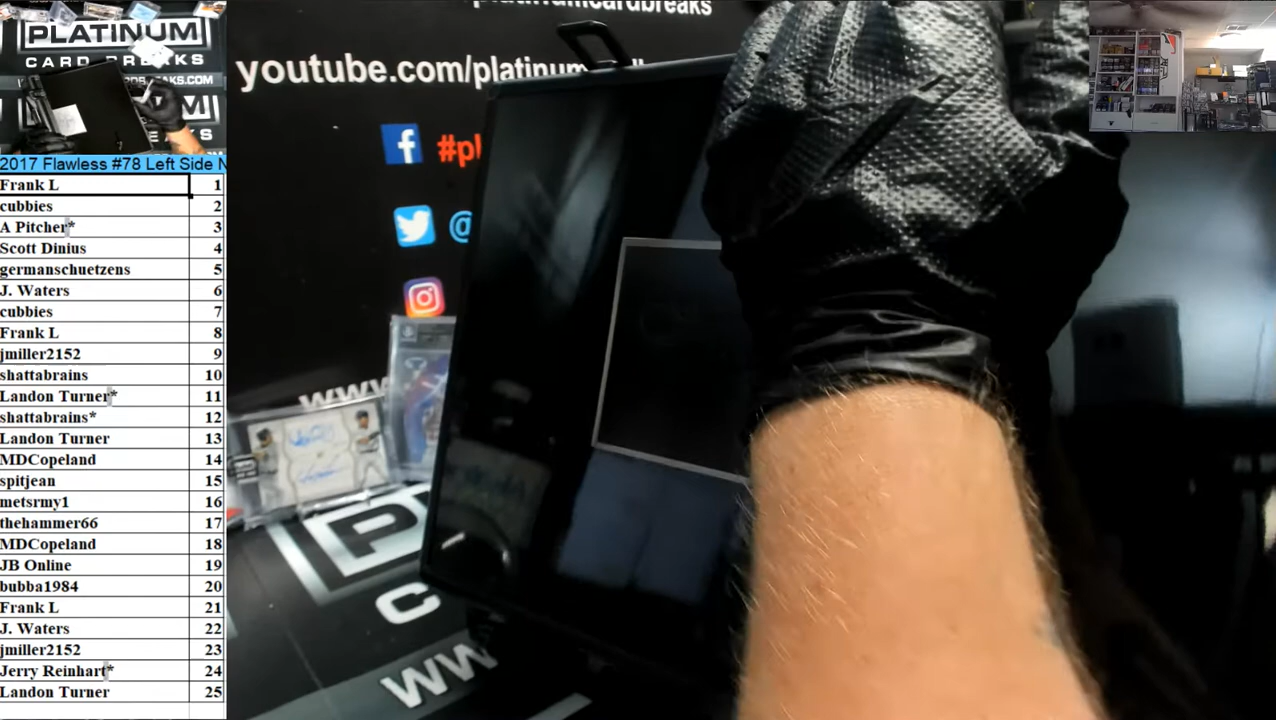 PLATINUM
CARD BREAKS
2017 Flawless #78 Left Side N
Frank L 1
cubbies 2
A Pitcher* 3
Scott Dinius 4
germanschuetzens 5
J. Waters 6
cubbies 7
Frank L 8
jmiller2152 9
shattabrains 10
Landon Turner* 11
shattabrains* 12
Landon Turner 13
MDCopeland 14
spitjean 15
metsrmy1 16
thehammer66 17
MDCopeland 18
JB Online 19
bubba1984 20
Frank L 21
J. Waters 22
jmiller2152 23
Jerry Reinhart* 24
Landon Turner 25
platinumcardbreaks
youtube.com/platinum
f #pl
@
www
P
C
WW